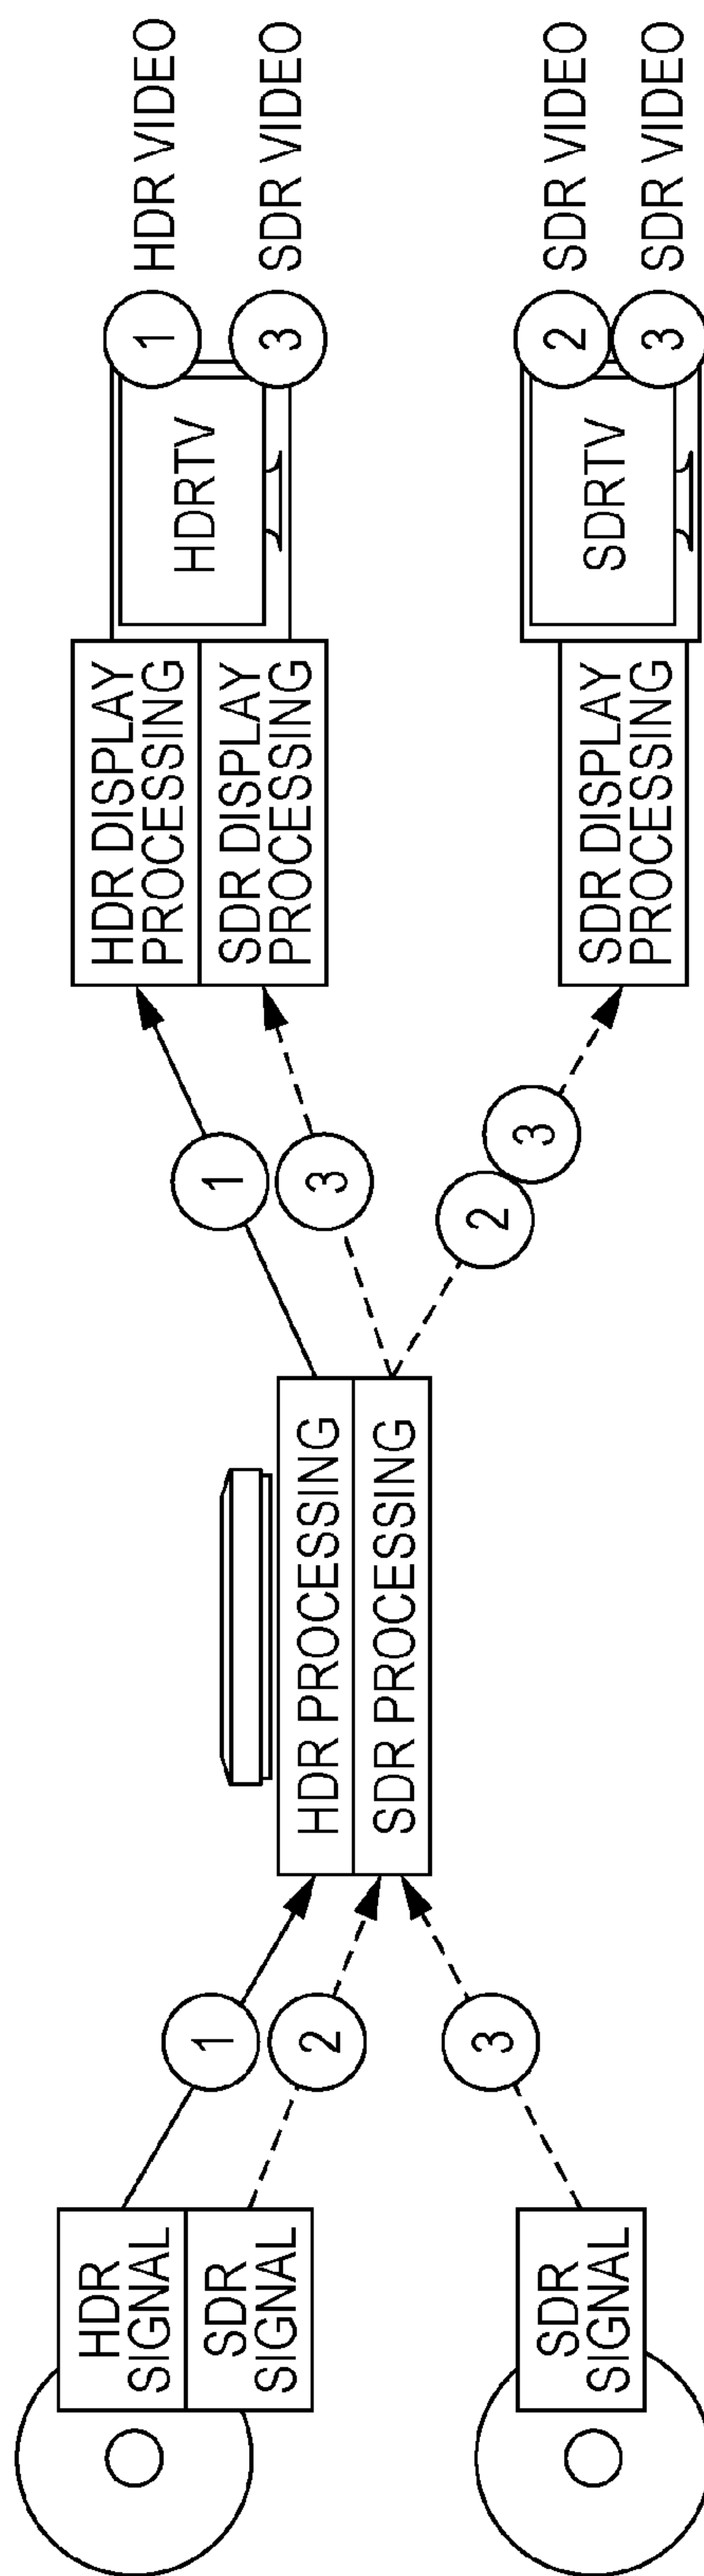 HDR
SIGNAL
SDR
SIGNAL
SDR
SIGNAL
1
2
3
HDR PROCESSING
SDR PROCESSING
1
3
2
3
HDR DISPLAY
PROCESSING
SDR DISPLAY
PROCESSING
SDR DISPLAY
PROCESSING
HDRTV
SDRTV
1
HDR VIDEO
3
SDR VIDEO
2
SDR VIDEO
3
SDR VIDEO